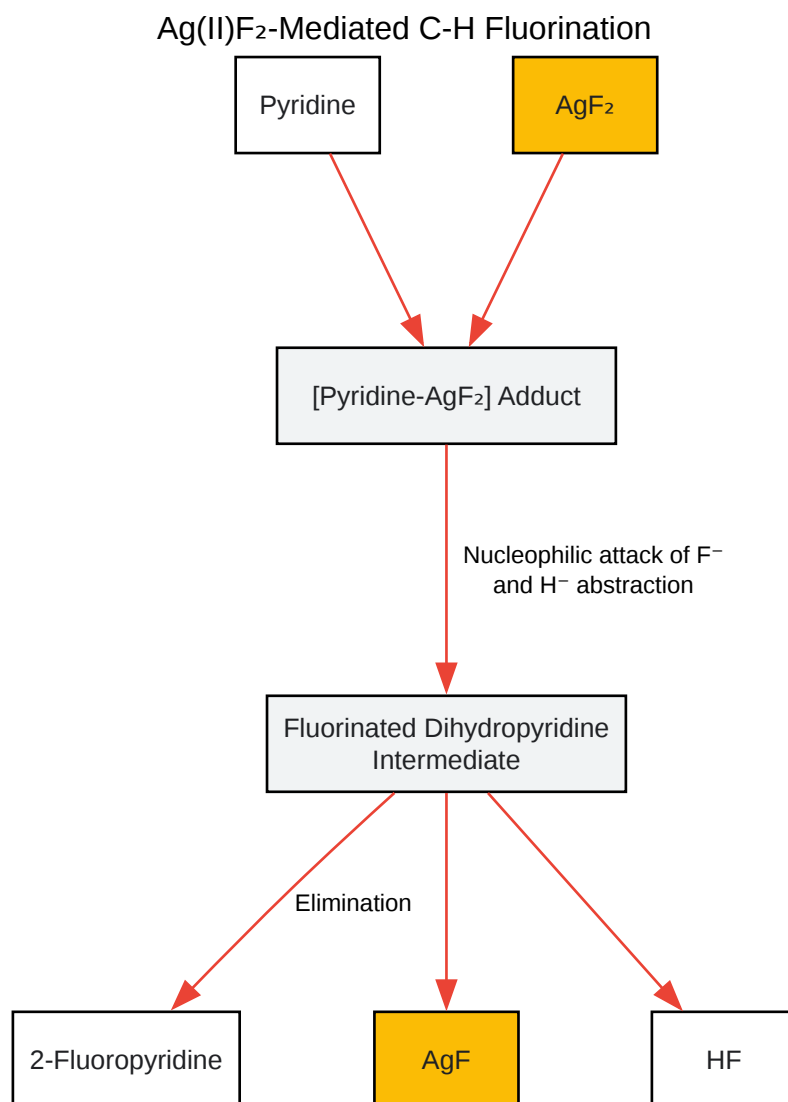 Ag(II)F₂-Mediated C-H Fluorination
Pyridine
AgF₂
[Pyridine-AgF₂] Adduct
Nucleophilic attack of F⁻
and H⁻ abstraction
Fluorinated Dihydropyridine
Intermediate
Elimination
2-Fluoropyridine
AgF
HF